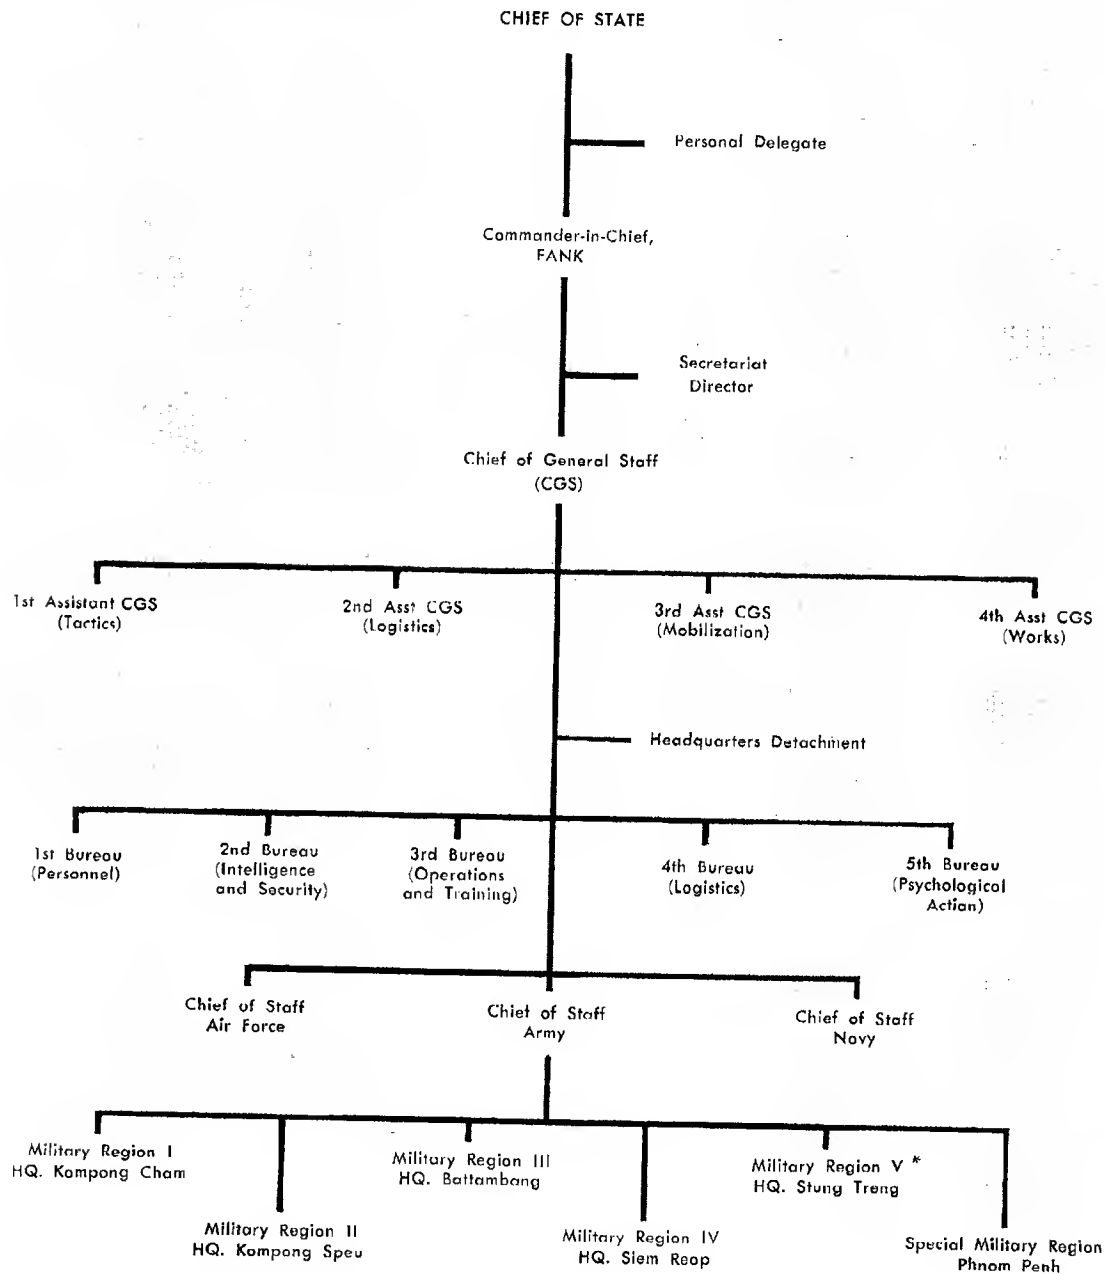 CHIEF OF STATE
Personal Delegate
Commander-in-Chief,
FANK
Secretariat
Director
Chief of General Staff
(CGS)
1st Assistant CGS
(Tactics)
2nd Asst CGS
(Logistics)
3rd Asst CGS
(Mobilization)
4th Asst CGS
(Works)
Headquarters Detachment
1st Bureau
(Personnel)
2nd Bureau
(Intelligence
and Security)
3rd Bureau
(Operations
and Training)
4th Bureau
(Logistics)
5th Bureau
(Psychological
Action)
Chief of Staff
Air Force
Chief of Staff
Army
Chief of Staff
Navy
Military Region I
HQ. Kompong Cham
Military Region III
HQ. Battambang
Military Region V *
HQ. Stung Treng
Military Region II
HQ. Kompong Speu
Military Region IV
HQ. Siem Reap
Special Military Region
Phnom Penh